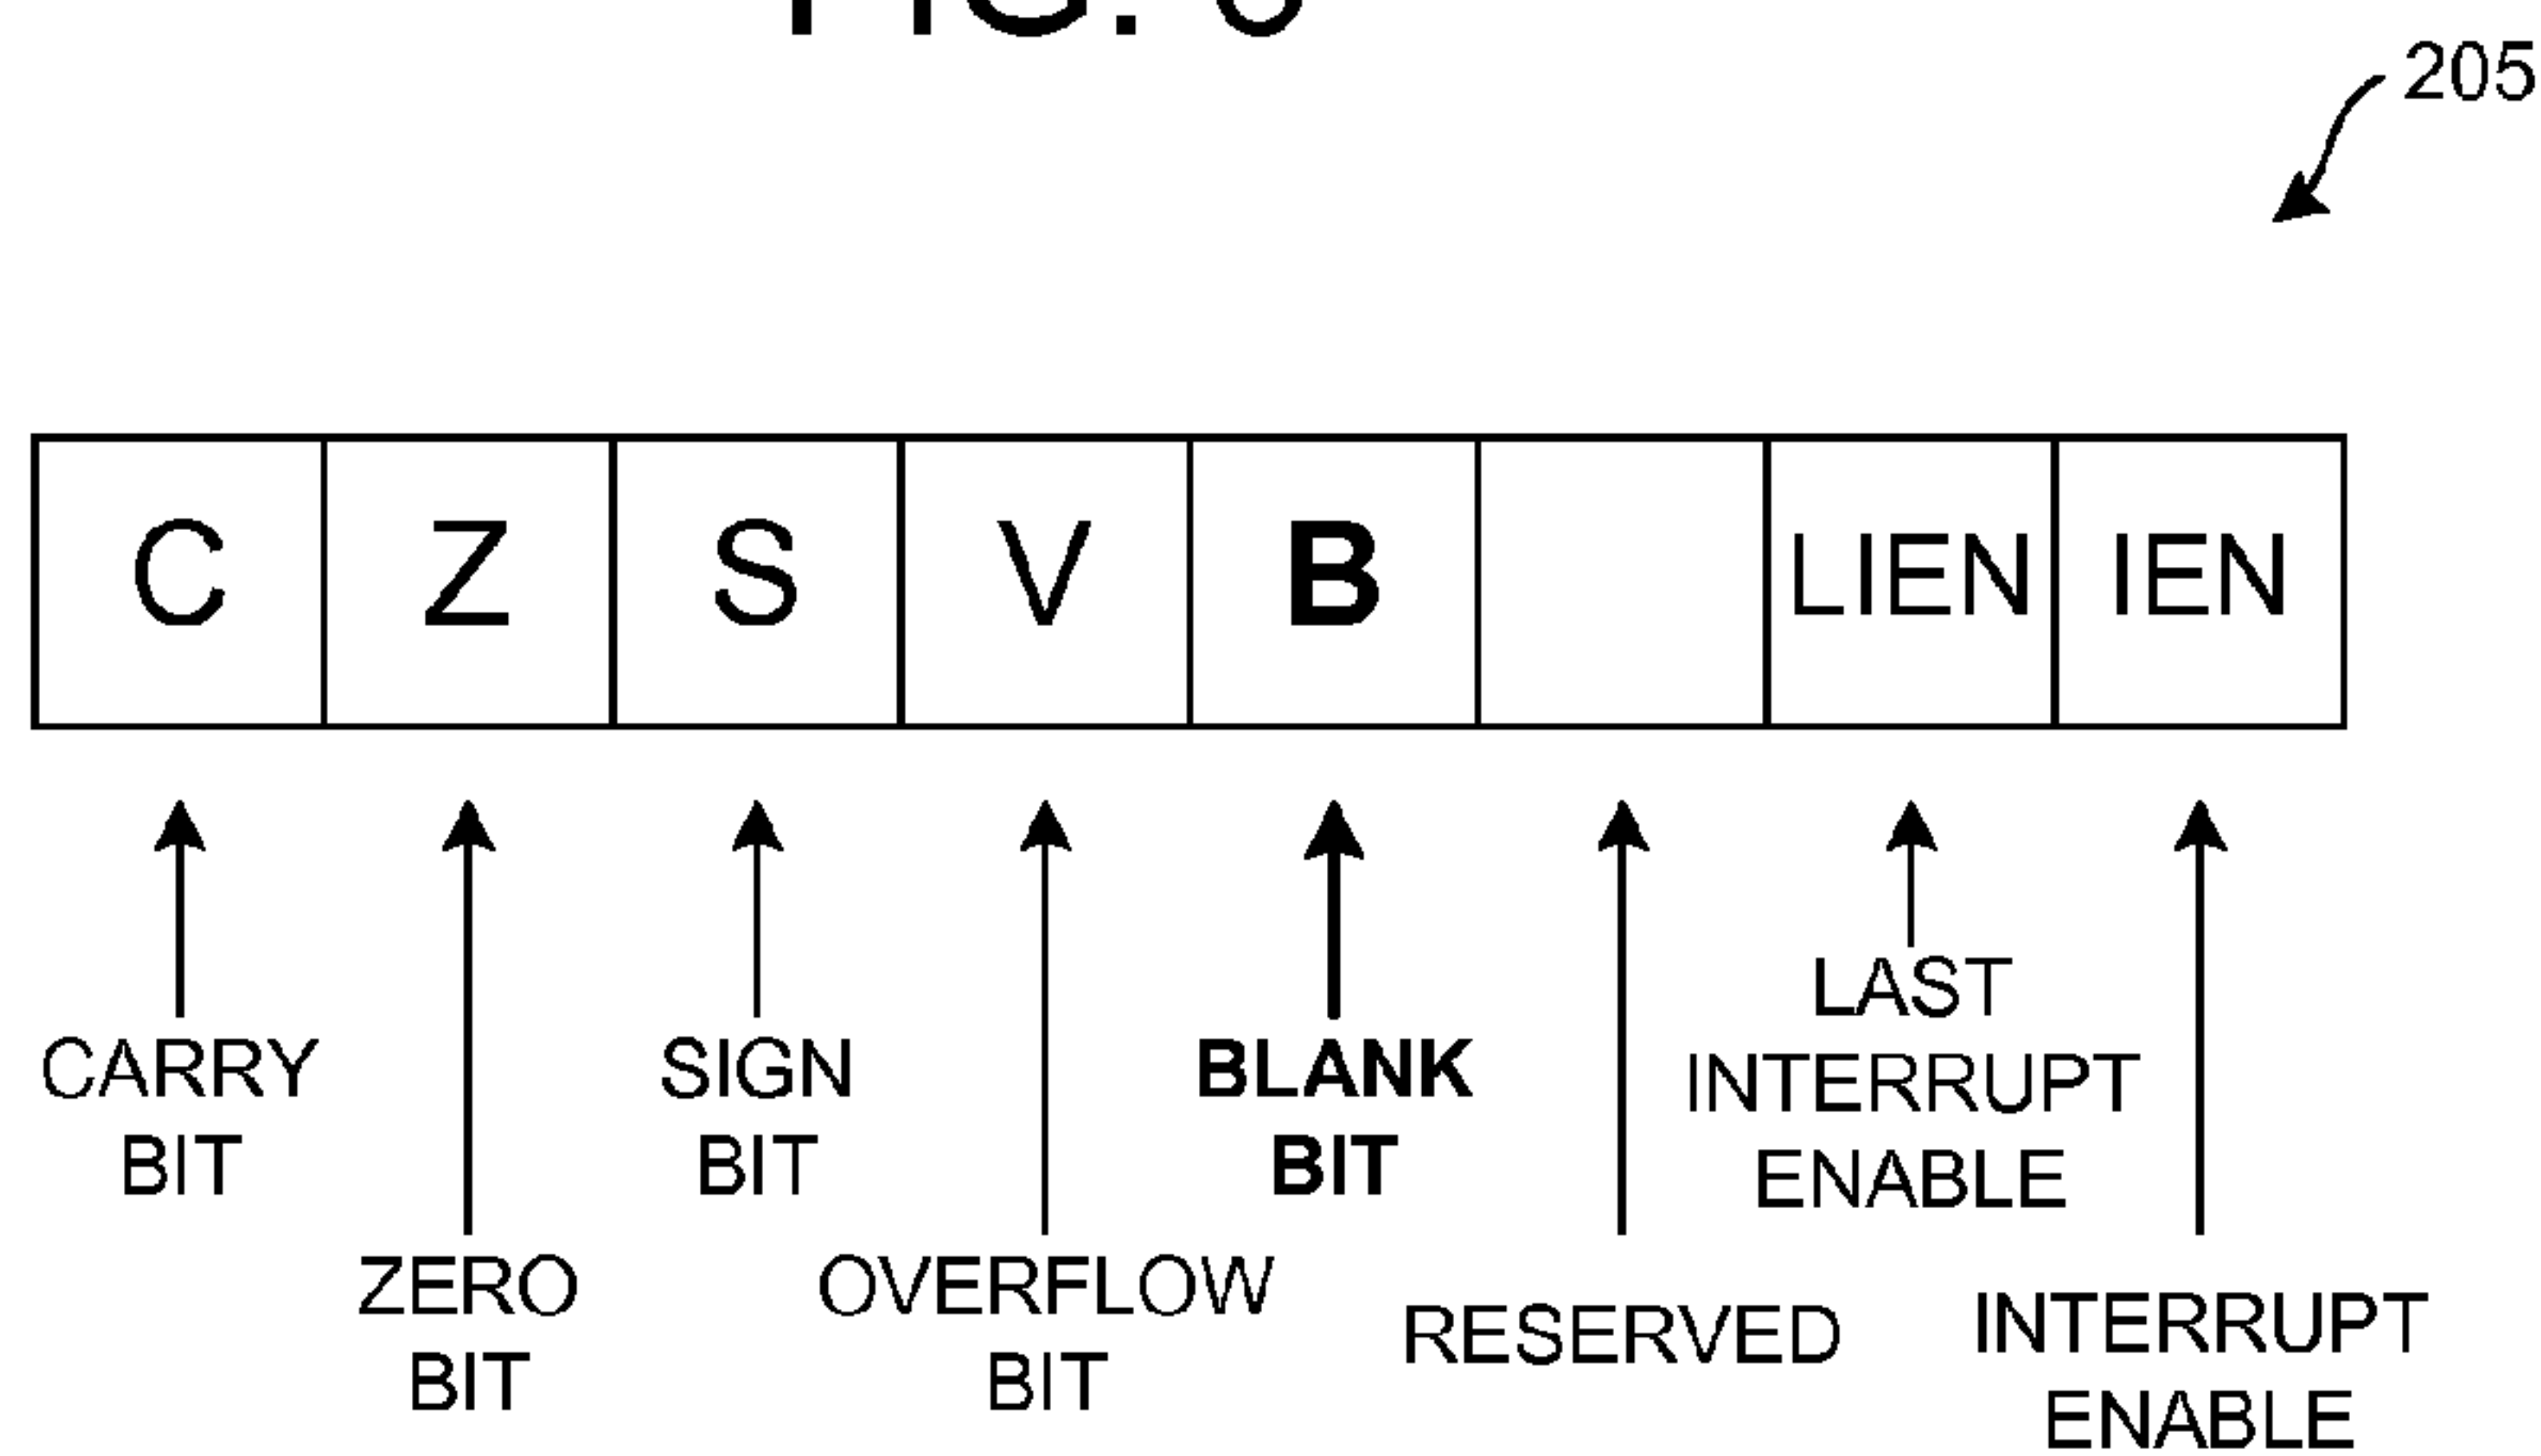 FIG.
205
C Z S V B LIEN IEN
CARRY
BIT
ZERO
BIT
SIGN
BIT
OVERFLOW
BIT
BLANK
BIT
RESERVED
LAST
INTERRUPT
ENABLE
INTERRUPT
ENABLE